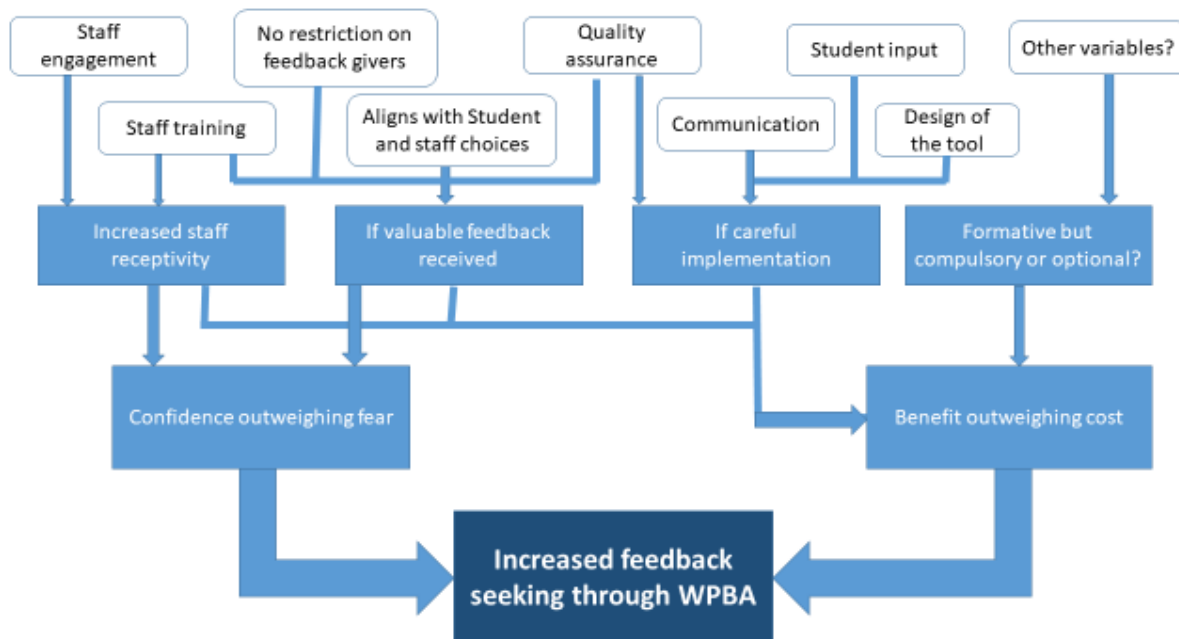 Staff
engagement
No restriction on
feedback givers
Quality
assurance
Student input
Other variables?
Staff training
Aligns with Student
and staff choices
Communication
Design of
the tool
Increased staff
receptivity
If valuable feedback
received
If careful
implementation
Formative but
compulsory or optional?
Confidence outweighing fear
Benefit outweighing cost
Increased feedback
seeking through WPBA